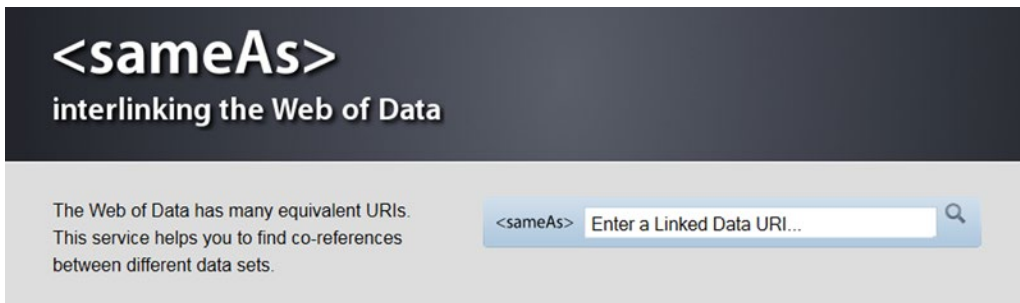 <sameAs>
interlinking the Web of Data
The Web of Data has many equivalent URIs.
This service helps you to find co-references
between different data sets.
<sameAs> Enter a Linked Data URI...